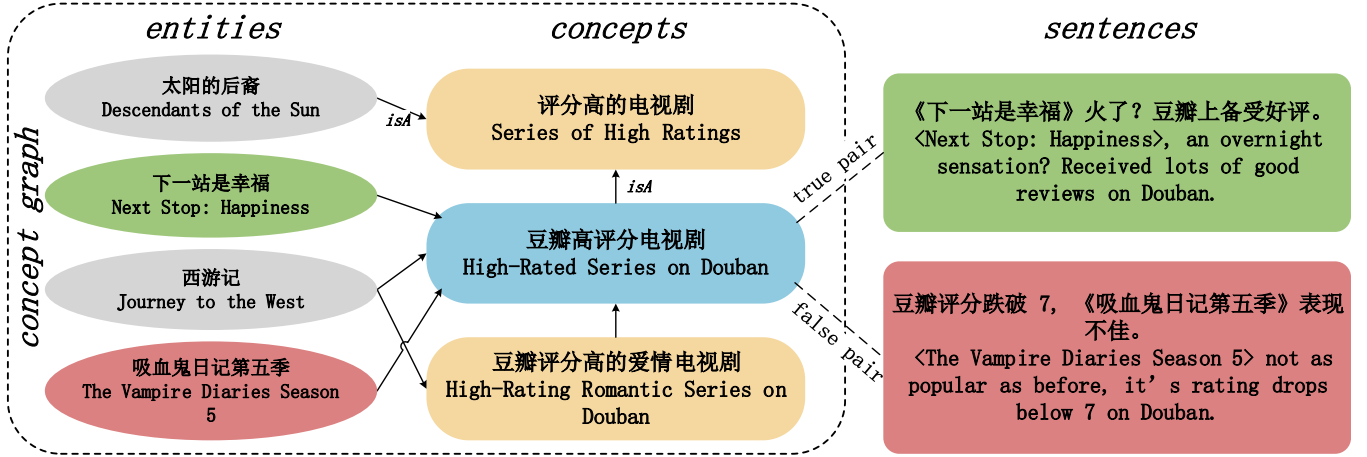 entities
concepts
sentences
concept graph
太阳的后裔
Descendants of the Sun
isA
评分高的电视剧
Series of High Ratings
下一站是幸福
Next Stop: Happiness
isA
豆瓣高评分电视剧
High-Rated Series on Douban
西游记
Journey to the West
吸血鬼日记第五季
The Vampire Diaries Season
5
豆瓣评分高的爱情电视剧
High-Rating Romantic Series on
Douban
true pair
false pair
《下一站是幸福》火了？豆瓣上备受好评。
<Next Stop: Happiness>, an overnight
sensation? Received lots of good
reviews on Douban.
豆瓣评分跌破 7, 《吸血鬼日记第五季》表现
不佳。
<The Vampire Diaries Season 5> not as
popular as before, it’s rating drops
below 7 on Douban.